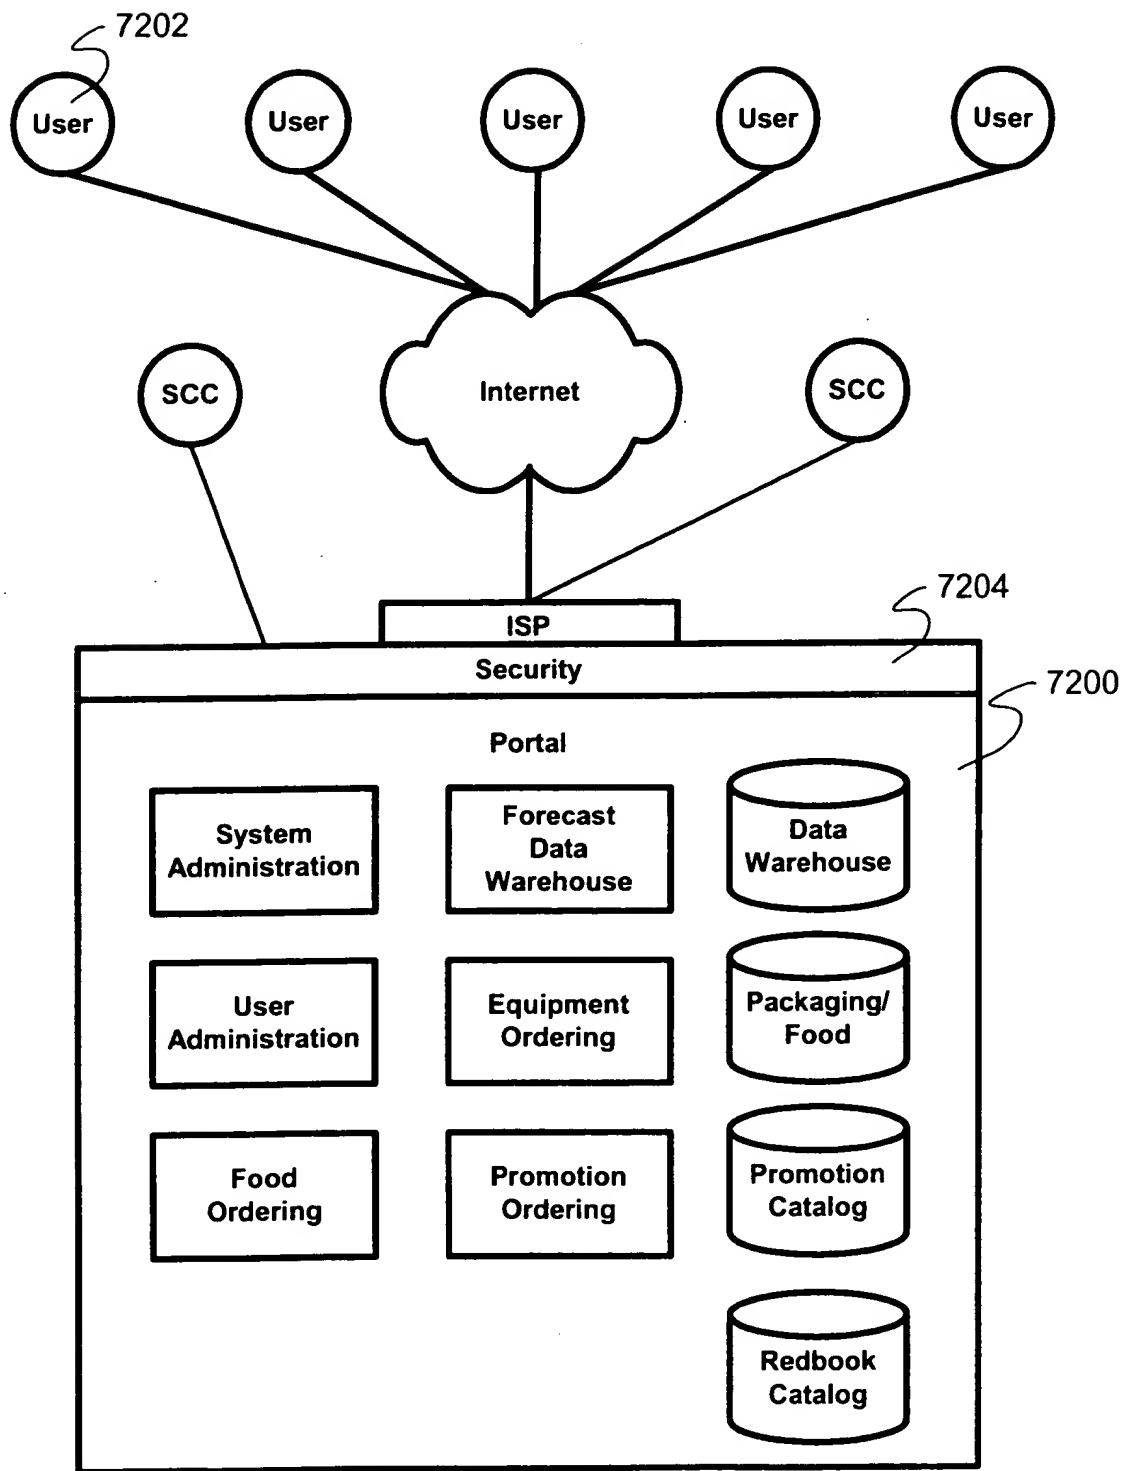 7202
User
User
User
User
User
Internet
SCC
SCC
ISP
7204
Security
7200
Portal
System
Administration
Forecast
Data
Warehouse
Data
Warehouse
User
Administration
Equipment
Ordering
Packaging/
Food
Food
Ordering
Promotion
Ordering
Promotion
Catalog
Redbook
Catalog